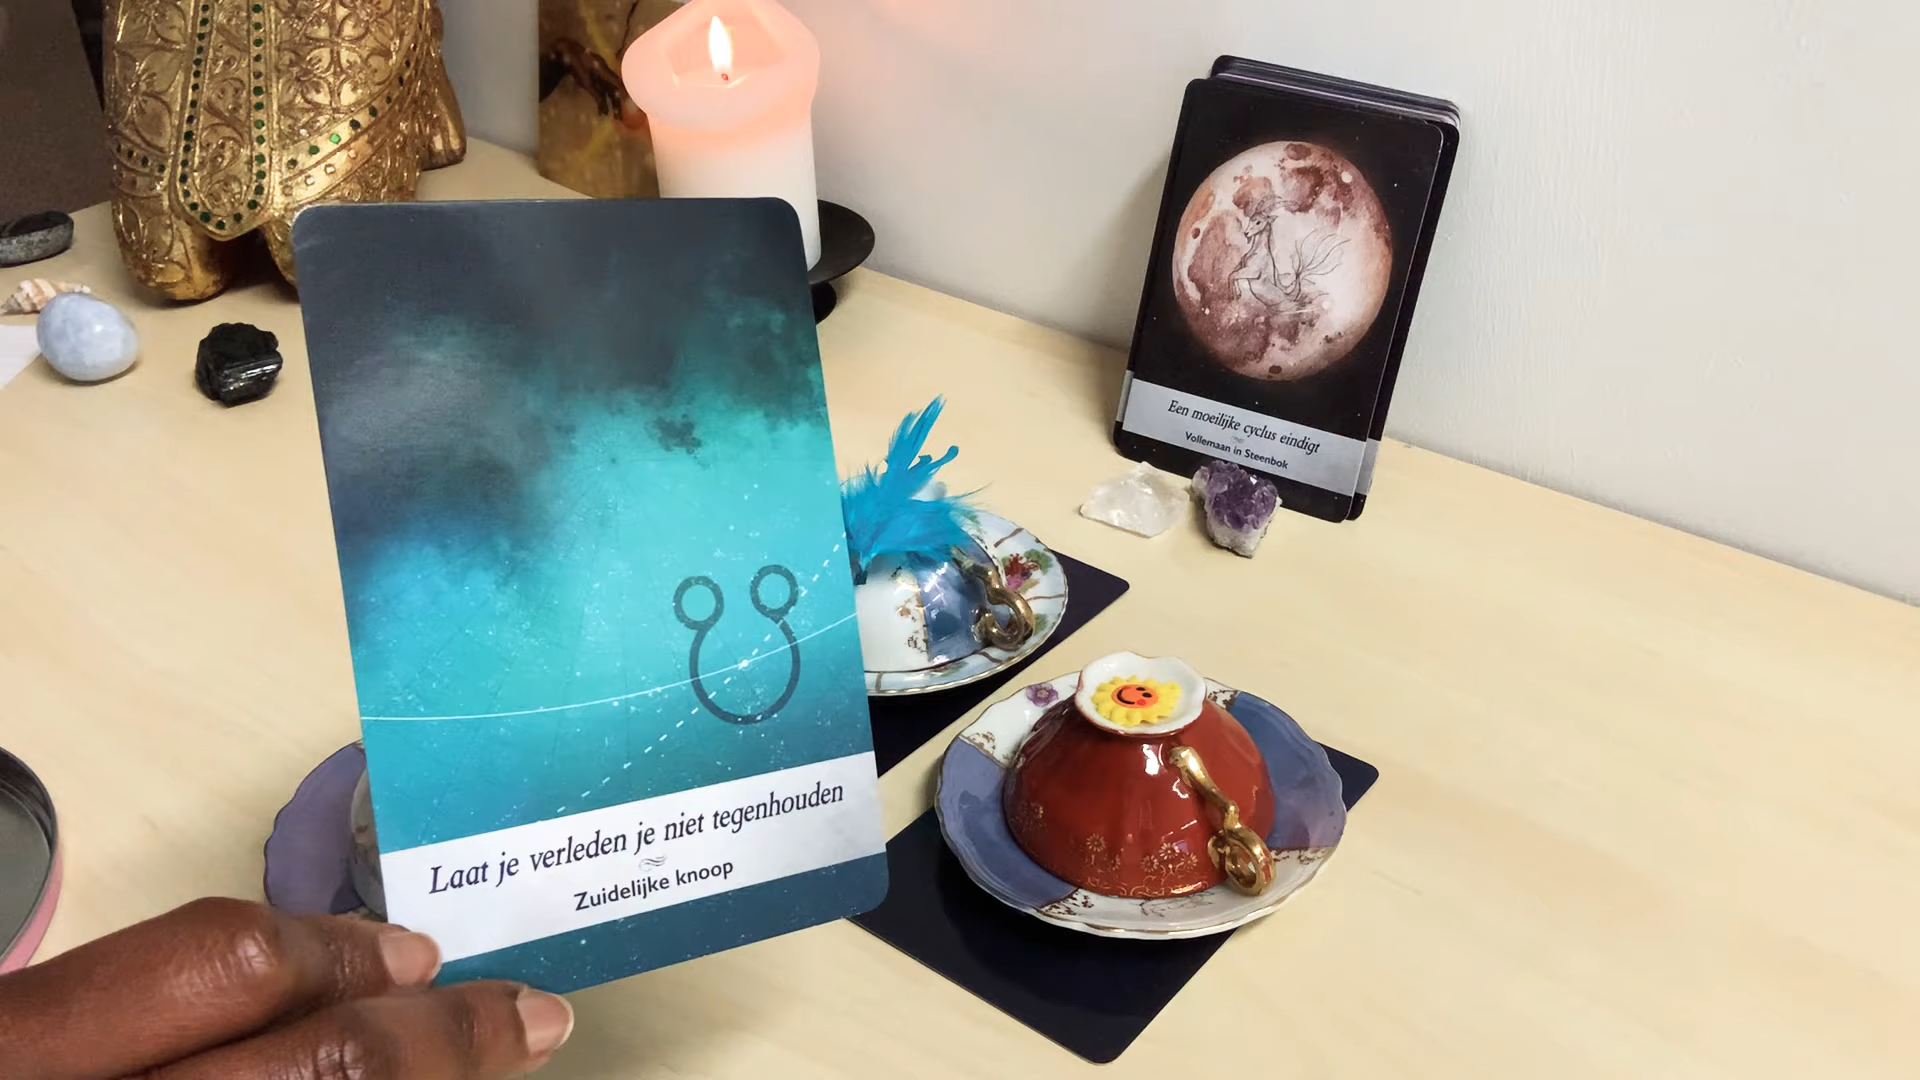 Laat je verleden je niet tegenhouden
Zuidelijke knoop
Een moeilijke cyclus eindigt
Vollemaan in Steenbok